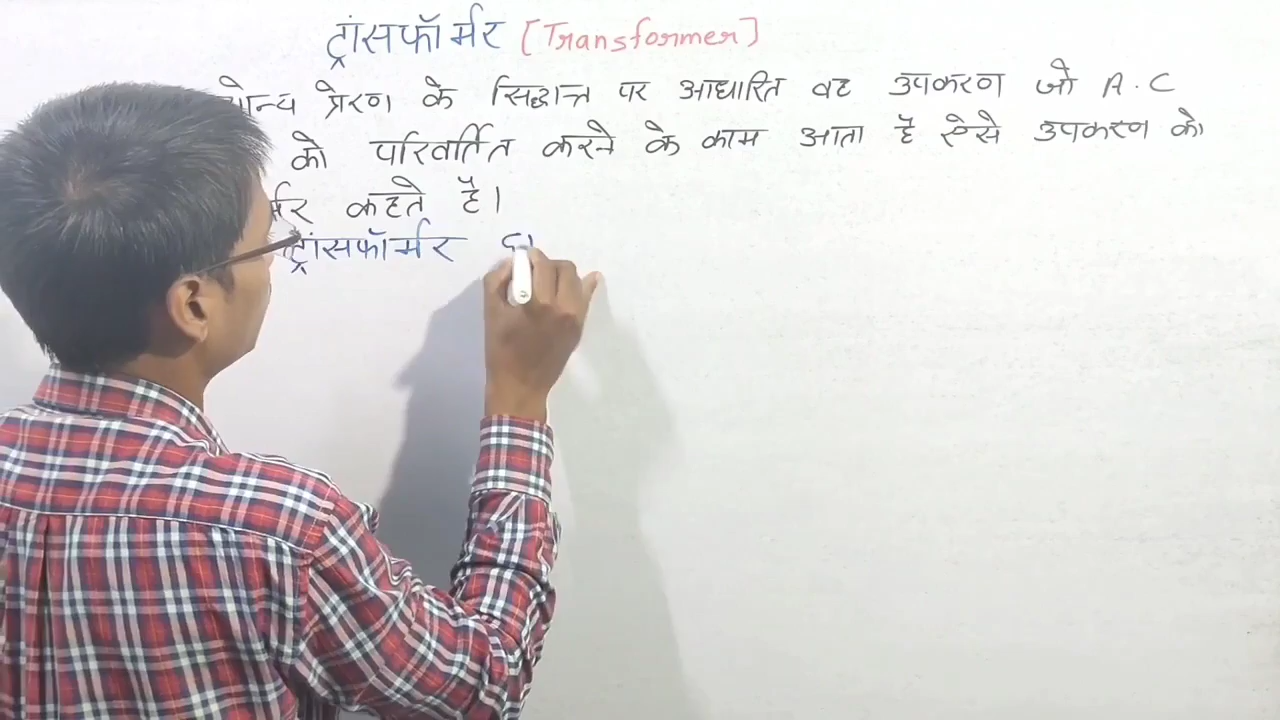 ट्रांसफॉर्मर [Transformer]
प्रेरण के सिद्धान्त पर आधारित वह उपकरण जो A.C
को परिवर्तित करने के काम आता है ऐसे उपकरण को
कहते है।
ट्रांसफॉर्मर